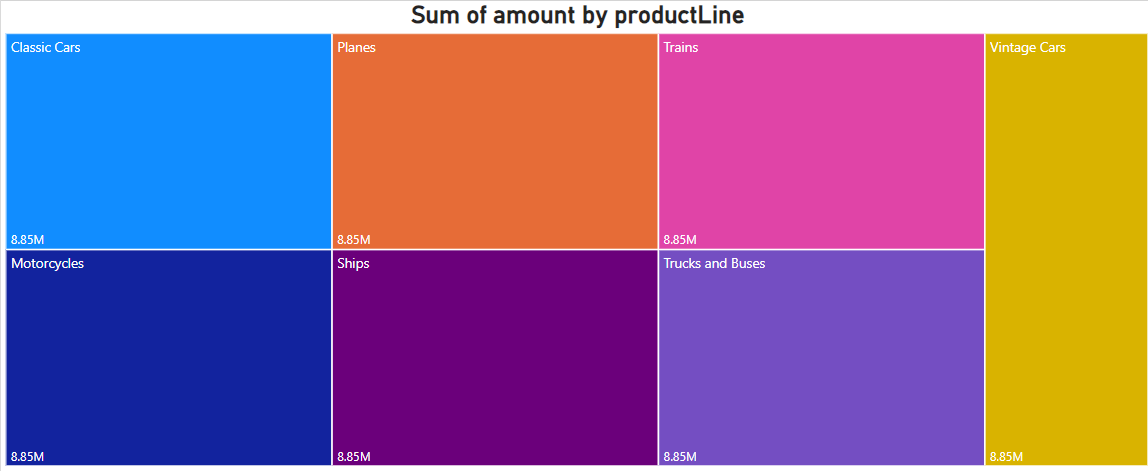 Sum of amount by productLine
Classic Cars
8.85M
Motorcycles
8.85M
Planes
8.85M
Ships
8.85M
Trains
8.85M
Trucks and Buses
8.85M
Vintage Cars
8.85M